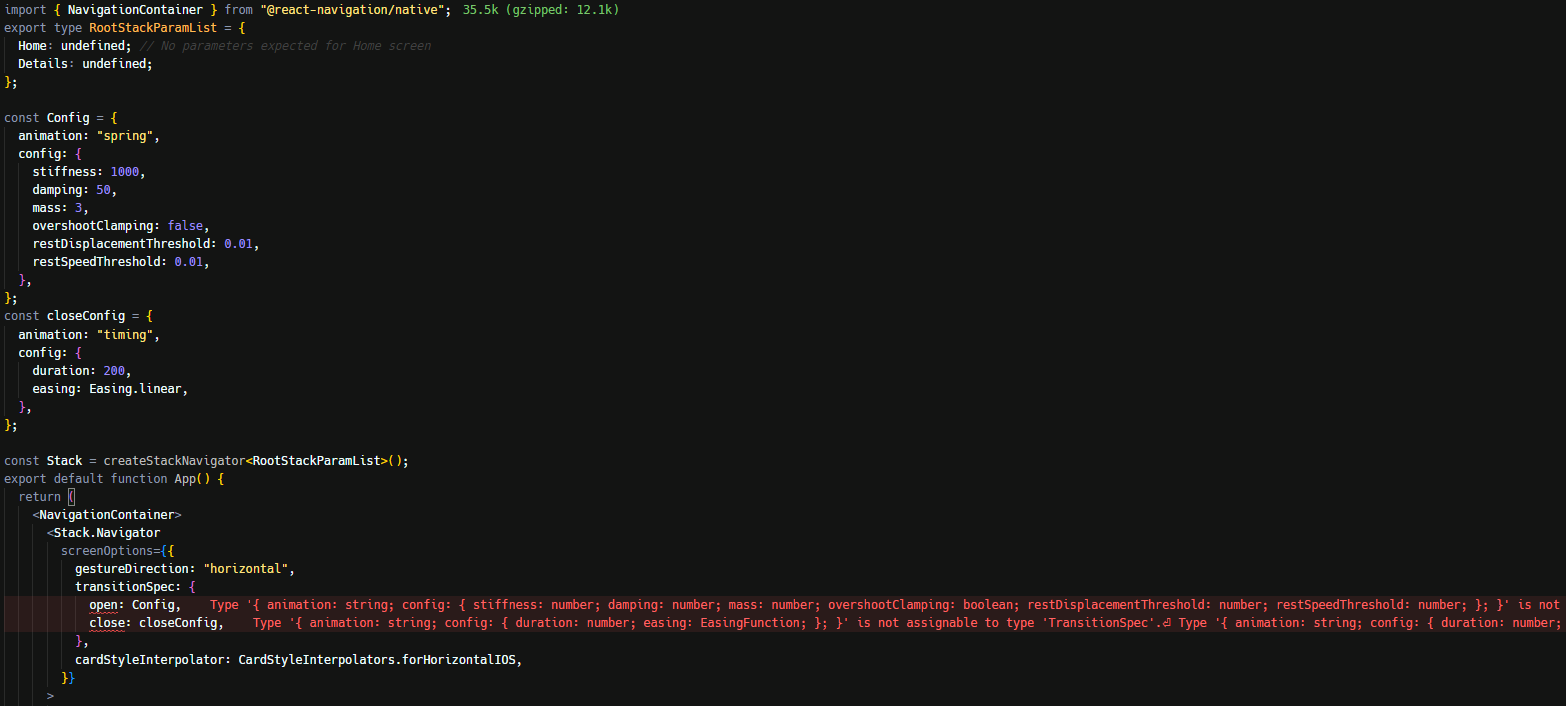 import { NavigationContainer } from "@react-navigation/native"; 35.5k (gzipped: 12.1k)
export type RootStackParamList = {
  Home: undefined; // No parameters expected for Home screen
  Details: undefined;
};

const Config = {
  animation: "spring",
  config: {
    stiffness: 1000,
    damping: 50,
    mass: 3,
    overshootClamping: false,
    restDisplacementThreshold: 0.01,
    restSpeedThreshold: 0.01,
  },
};
const closeConfig = {
  animation: "timing",
  config: {
    duration: 200,
    easing: Easing.linear,
  },
};

const Stack = createStackNavigator<RootStackParamList>();
export default function App() {
  return (
    <NavigationContainer>
      <Stack.Navigator
        screenOptions={{
          gestureDirection: "horizontal",
          transitionSpec: {
            open: Config, Type '{ animation: string; config: { stiffness: number; damping: number; mass: number; overshootClamping: boolean; restDisplacementThreshold: number; restSpeedThreshold: number; }; }' is not
            close: closeConfig, Type '{ animation: string; config: { duration: number; easing: EasingFunction; }; }' is not assignable to type 'TransitionSpec'.⏎ Type '{ animation: string; config: { duration: number;
          },
          cardStyleInterpolator: CardStyleInterpolators.forHorizontalIOS,
        }}
      >